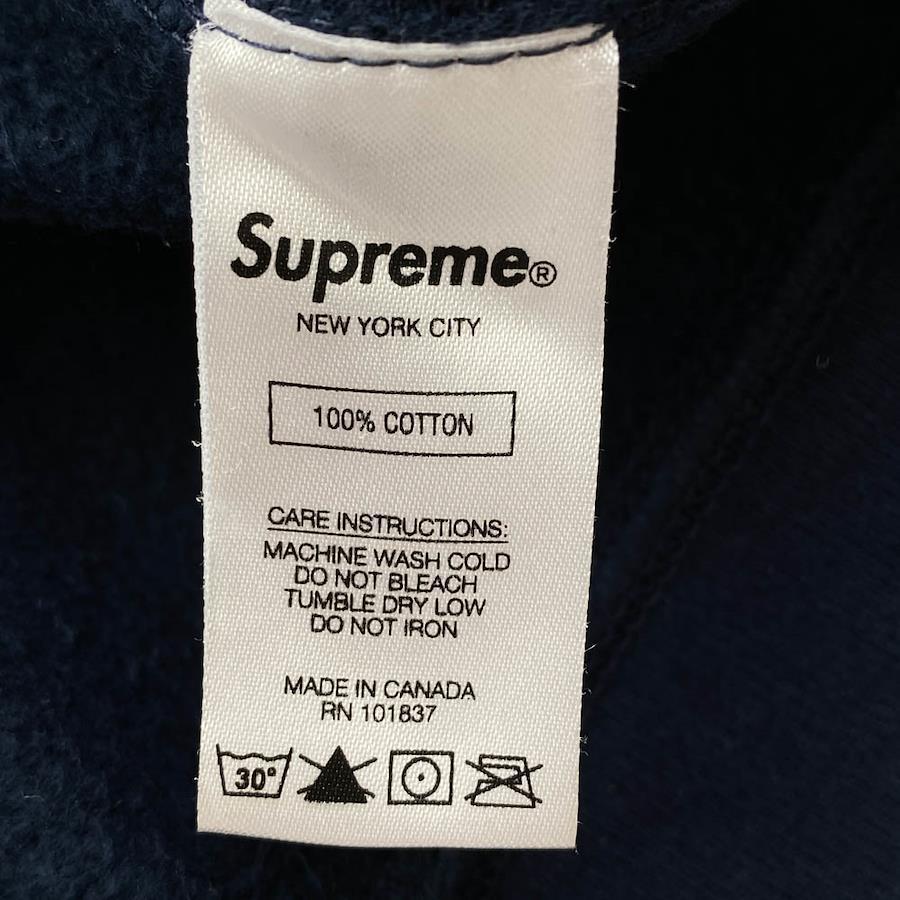 Supreme®
NEW YORK CITY
100% COTTON
CARE INSTRUCTIONS:
MACHINE WASH COLD
DO NOT BLEACH
TUMBLE DRY LOW
DO NOT IRON
MADE IN CANADA
RN 101837
30°